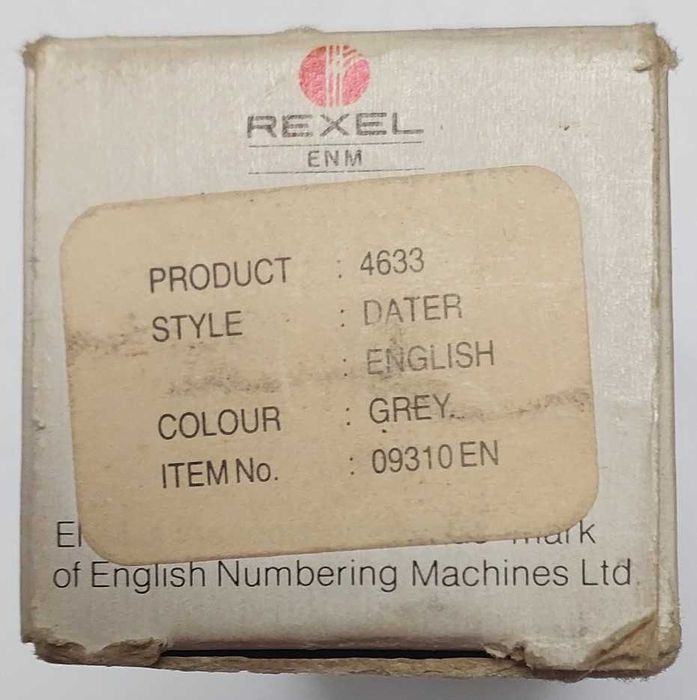 REXEL
ENM
PRODUCT : 4633
STYLE : DATER
: ENGLISH
COLOUR : GREY
ITEM No. : 09310 EN
of English Numbering Machines Ltd